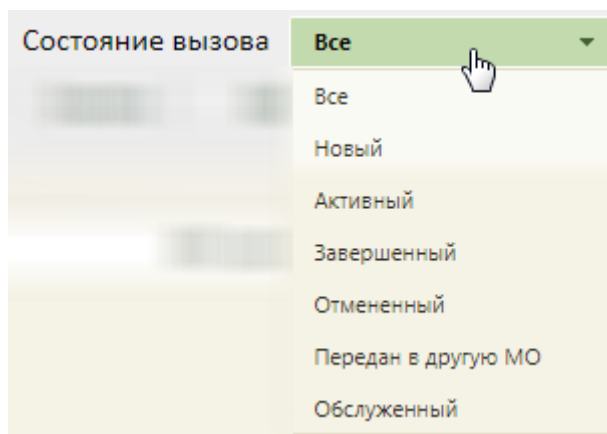 Состояние вызова Все
Все
Новый
Активный
Завершенный
Отмененный
Передан в другую МО
Обслуженный